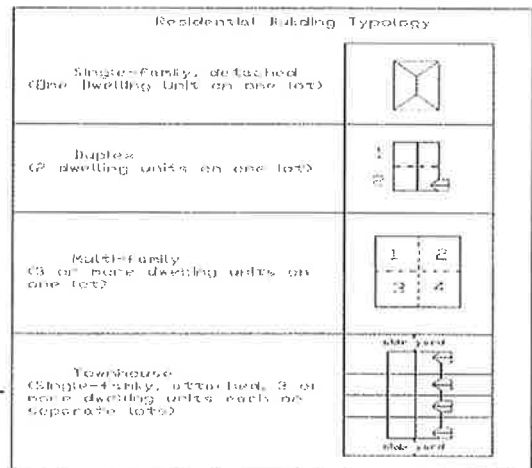 Residential Building Typology
Single-family, detached
(One Dwelling Unit on one lot)
Duplex
(2 dwelling units on one lot)
1
2
Multi-family
(3 or more dwelling units on
one lot)
1 2
3 4
side yard
Townhouse
(Single-family, attached, 3 or
more dwelling units each on
separate lots)
side yard